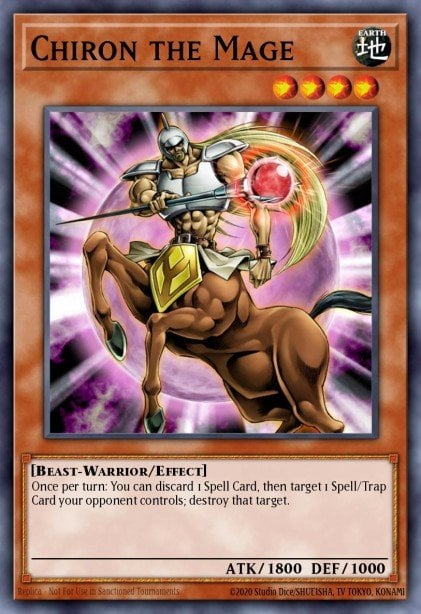 CHIRON THE MAGE
EARTH
地
[BEAST-WARRIOR/EFFECT]
Once per turn: You can discard 1 Spell Card, then target 1 Spell/Trap
Card your opponent controls; destroy that target.
ATK/1800 DEF/1000
Replica - Not For Use in Sanctioned Tournaments
©2020 Studio Dice/SHUEISHA, TV TOKYO, KONAMI